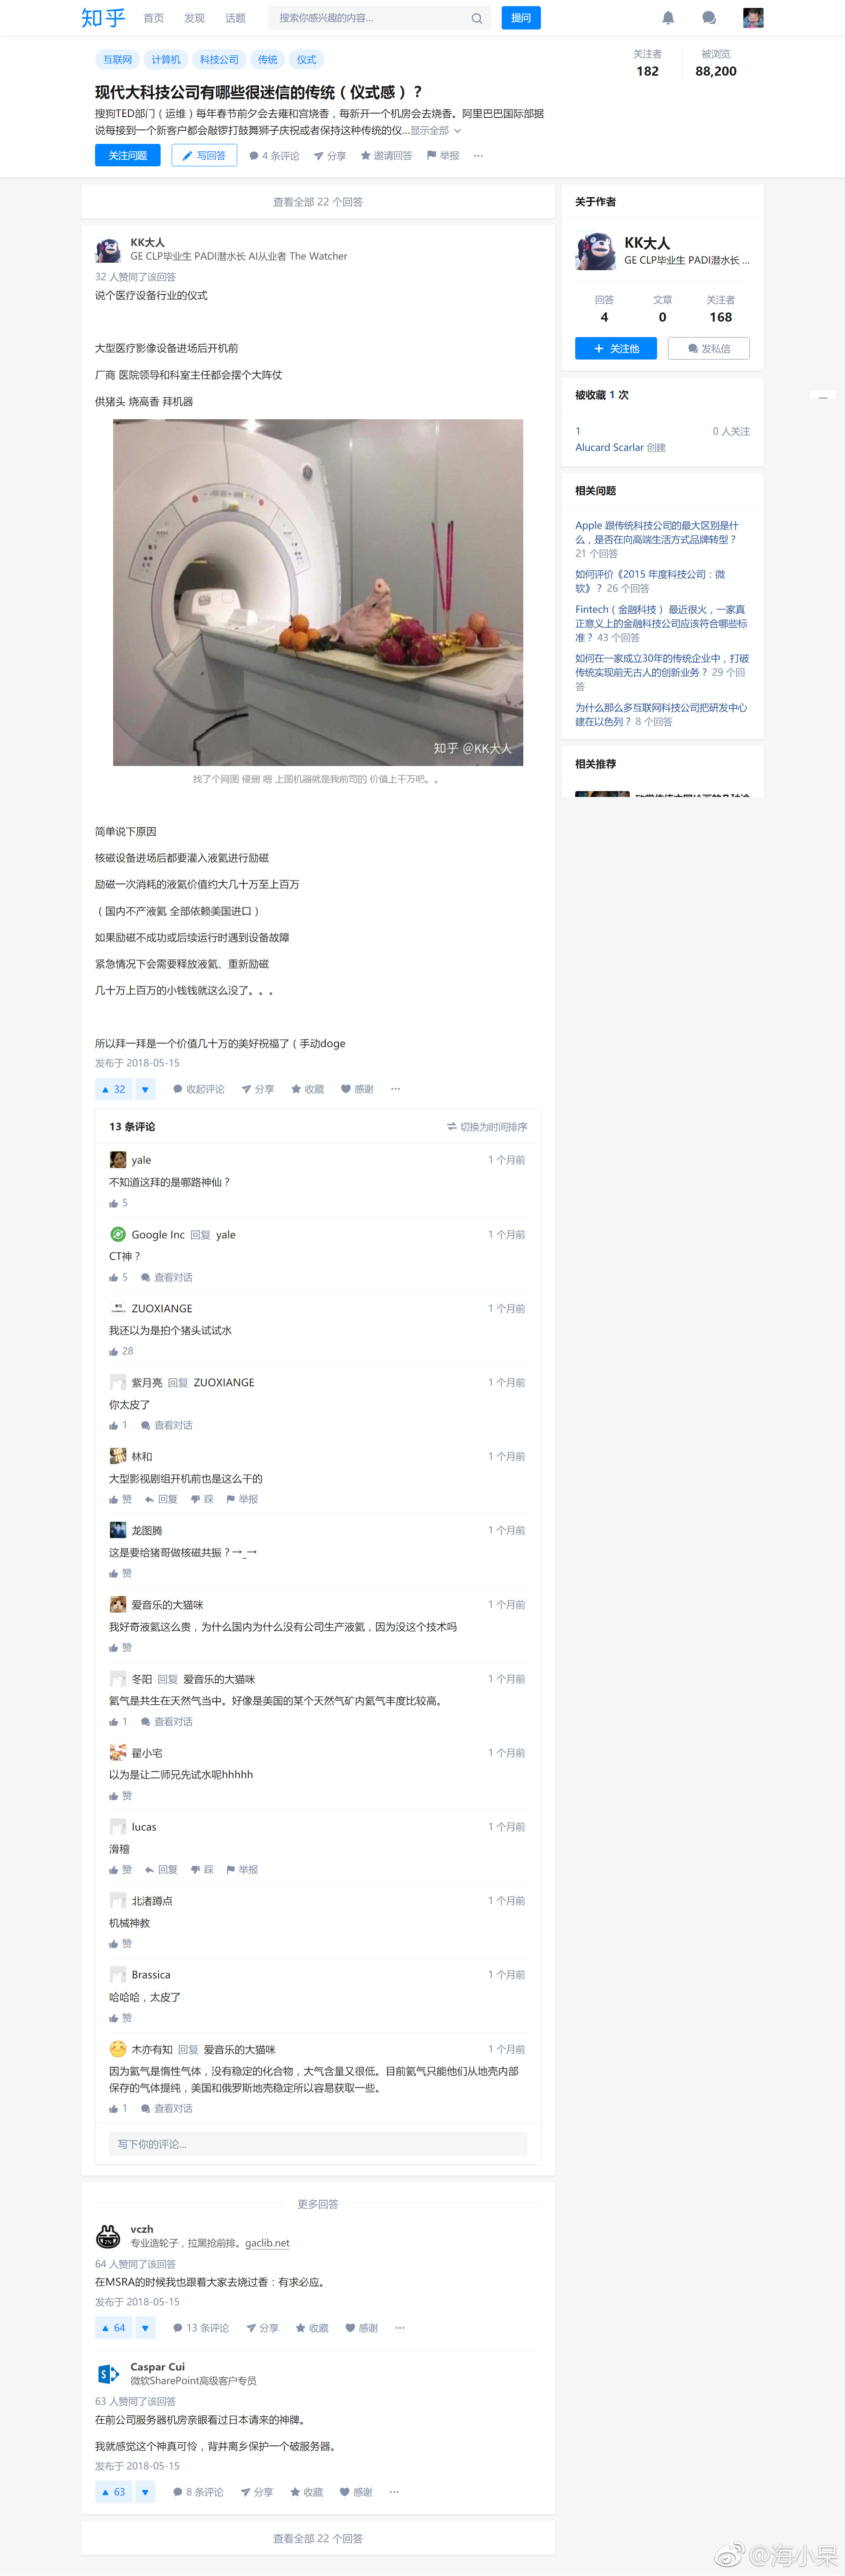 知乎 首页 发现 话题 搜索你感兴趣的内容... 提问
互联网 计算机 科技公司 传统 仪式
关注者 被浏览
182 88,200
现代大科技公司有哪些很迷信的传统（仪式感）？
搜狗TED部门（运维）每年春节前夕会去雍和宫烧香，每新开一个机房会去烧香。阿里巴巴国际部据
说每接到一个新客户都会敲锣打鼓舞狮子庆祝或者保持这种传统的仪...显示全部
关注问题 写回答 4 条评论 分享 邀请回答 举报 ···
查看全部 22 个回答
KK大人
GE CLP毕业生 PADI潜水长 AI从业者 The Watcher
32 人赞同了该回答
说个医疗设备行业的仪式
大型医疗影像设备进场后开机前
厂商 医院领导和科室主任都会摆个大阵仗
供猪头 烧高香 拜机器
知乎 @KK大人
找了个网图 侵删 嗯 上图机器就是我前司的 价值上千万吧。。
简单说下原因
核磁设备进场后都要灌入液氦进行励磁
励磁一次消耗的液氦价值约大几十万至上百万
（国内不产液氦 全部依赖美国进口）
如果励磁不成功或后续运行时遇到设备故障
紧急情况下会需要释放液氦、重新励磁
几十万上百万的小钱钱就这么没了。。。
所以拜一拜是一个价值几十万的美好祝福了（手动doge
发布于 2018-05-15
32 收起评论 分享 收藏 感谢 ···
13 条评论 切换为时间排序
yale 1 个月前
不知道这拜的是哪路神仙？
5
Google Inc 回复 yale 1 个月前
CT神？
5 查看对话
ZUOXIANGE 1 个月前
我还以为是拍个猪头试试水
28
紫月亮 回复 ZUOXIANGE 1 个月前
你太皮了
1 查看对话
林和 1 个月前
大型影视剧组开机前也是这么干的
赞 回复 踩 举报
龙图腾 1 个月前
这是要给猪哥做核磁共振？→_→
赞
爱音乐的大猫咪 1 个月前
我好奇液氦这么贵，为什么国内为什么没有公司生产液氦，因为没这个技术吗
赞
冬阳 回复 爱音乐的大猫咪 1 个月前
氦气是共生在天然气当中。好像是美国的某个天然气矿内氦气丰度比较高。
1 查看对话
翟小宅 1 个月前
以为是让二师兄先试水呢hhhhh
赞
lucas 1 个月前
滑稽
赞 回复 踩 举报
北渚蹲点 1 个月前
机械神教
赞
Brassica 1 个月前
哈哈哈，太皮了
赞
木亦有知 回复 爱音乐的大猫咪 1 个月前
因为氦气是惰性气体，没有稳定的化合物，大气含量又很低。目前氦气只能他们从地壳内部
保存的气体提纯，美国和俄罗斯地壳稳定所以容易获取一些。
1 查看对话
写下你的评论...
更多回答
vczh
专业造轮子，拉黑抢前排。gaclib.net
64 人赞同了该回答
在MSRA的时候我也跟着大家去烧过香：有求必应。
发布于 2018-05-15
64 13 条评论 分享 收藏 感谢 ···
Caspar Cui
微软SharePoint高级客户专员
63 人赞同了该回答
在前公司服务器机房亲眼看过日本请来的神牌。
我就感觉这个神真可怜，背井离乡保护一个破服务器。
发布于 2018-05-15
63 8 条评论 分享 收藏 感谢 ···
查看全部 22 个回答
关于作者
KK大人
GE CLP毕业生 PADI潜水长 ...
回答 文章 关注者
4 0 168
关注他 发私信
被收藏 1 次
1 0 人关注
Alucard Scarlar 创建
相关问题
Apple 跟传统科技公司的最大区别是什
么，是否在向高端生活方式品牌转型？
21 个回答
如何评价《2015 年度科技公司：微
软》？ 26 个回答
Fintech（金融科技） 最近很火，一家真
正意义上的金融科技公司应该符合哪些标
准？ 43 个回答
如何在一家成立30年的传统企业中，打破
传统实现前无古人的创新业务？ 29 个回
答
为什么那么多互联网科技公司把研发中心
建在以色列？ 8 个回答
相关推荐
@海小呆